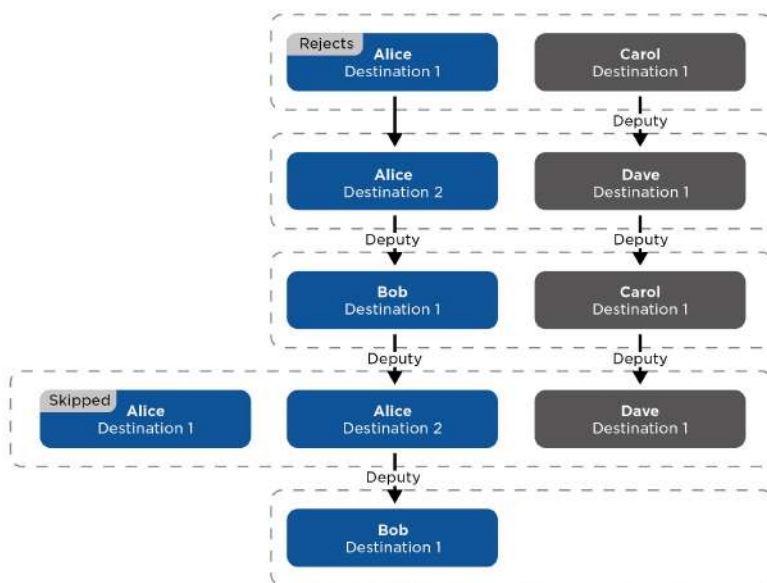 Rejects
Alice
Destination 1
Carol
Destination 1
Deputy
Alice
Destination 2
Dave
Destination 1
Deputy
Deputy
Bob
Destination 1
Carol
Destination 1
Deputy
Deputy
Skipped
Alice
Destination 1
Alice
Destination 2
Dave
Destination 1
Deputy
Bob
Destination 1